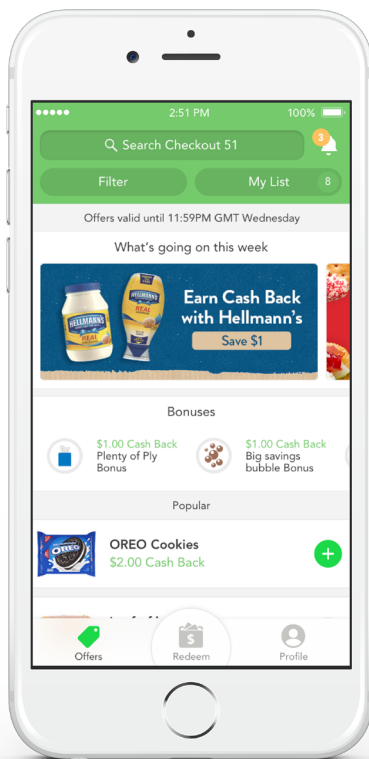 2:51 PM
100%
Search Checkout 51
3
Filter
My List
8
Offers valid until 11:59PM GMT Wednesday
What's going on this week
HELLMANN'S
REAL
HELLMANN'S
REAL
Earn Cash Back
with Hellmann's
Save $1
Bonuses
$1.00 Cash Back
Plenty of Ply
Bonus
$1.00 Cash Back
Big savings
bubble Bonus
Popular
OREO
OREO Cookies
$2.00 Cash Back
$
Offers
Redeem
Profile